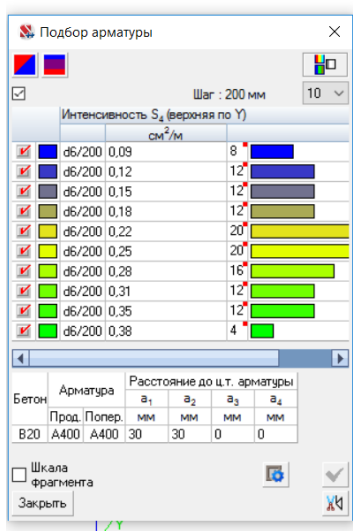 Подбор арматуры
Шаг : 200 мм 10
Интенсивность S4 (верхняя по Y)
см²/м
d6/200 0,09 8
d6/200 0,12 12
d6/200 0,15 12
d6/200 0,18 12
d6/200 0,22 20
d6/200 0,25 20
d6/200 0,28 16
d6/200 0,31 12
d6/200 0,35 12
d6/200 0,38 4
Бетон Арматура Расстояние до ц.т. арматуры
a1 a2 a3 a4
Прод. Попер. мм мм мм мм
B20 A400 A400 30 30 0 0
Шкала
фрагмента
Закрыть
Y